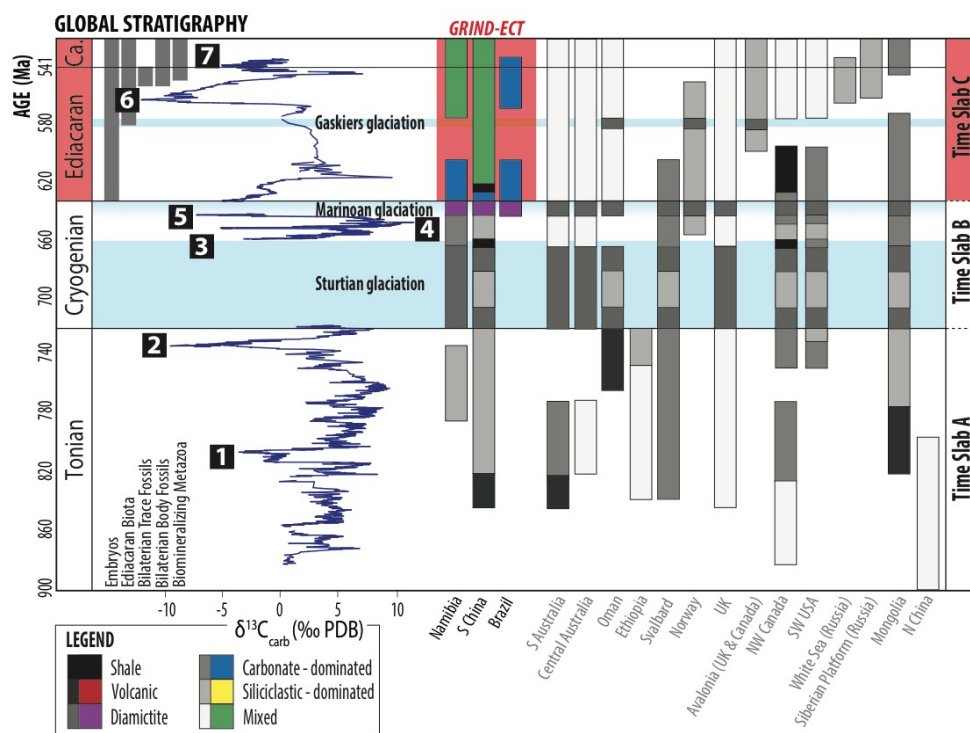 GLOBAL STRATIGRAPHY
GRIND-ECT
AGE (Ma)
541
580
620
660
700
740
780
820
860
900
Ca.
Ediacaran
Cryogenian
Tonian
7
6
5
4
3
2
1
Gaskiers glaciation
Marinoan glaciation
Sturtian glaciation
Time Slab C
Time Slab B
Time Slab A
Embryos
Ediacaran Biota
Bilaterian Trace Fossils
Bilaterian Body Fossils
Biomineralizing Metazoa
-10 -5 0 5 10
δ¹³C carb (‰ PDB)
Namibia
S China
Brazil
S Australia
Central Australia
Oman
Ethiopia
Svalbard
Norway
UK
Avalonia (UK & Canada)
NW Canada
SW USA
White Sea (Russia)
Siberian Platform (Russia)
Mongolia
N China
LEGEND
Shale
Volcanic
Diamictite
Carbonate - dominated
Siliciclastic - dominated
Mixed